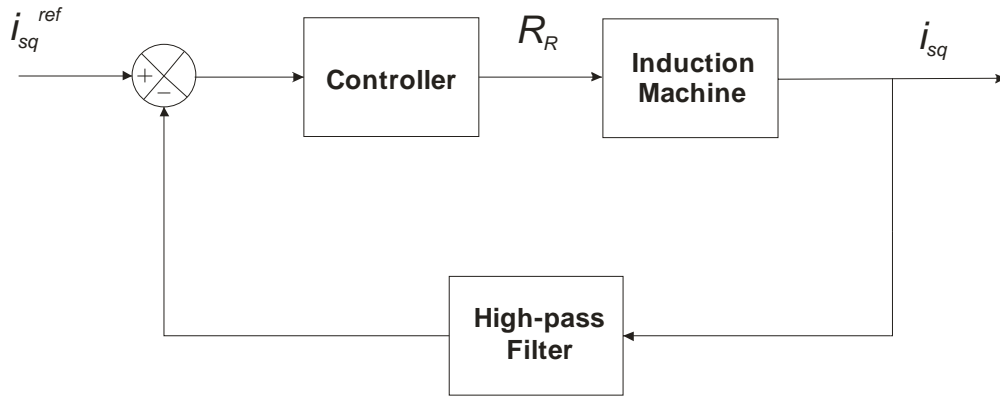 i_sq^ref
R_R
i_sq
+
−
Controller
Induction
Machine
High-pass
Filter